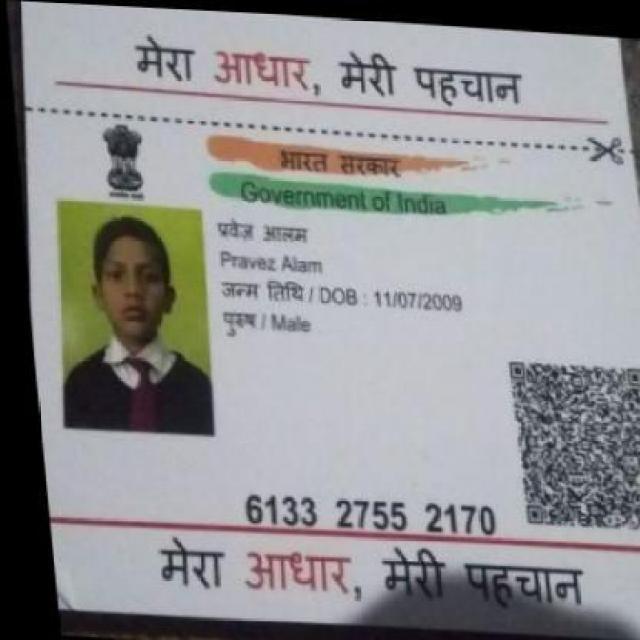 मेरा आधार, मेरी पहचान
भारत सरकार
Government of India
प्रवेज़ आलम
Pravez Alam
जन्म तिथि / DOB : 11/07/2009
पुरुष / Male
6133 2755 2170
मेरा आधार, मेरी पहचान